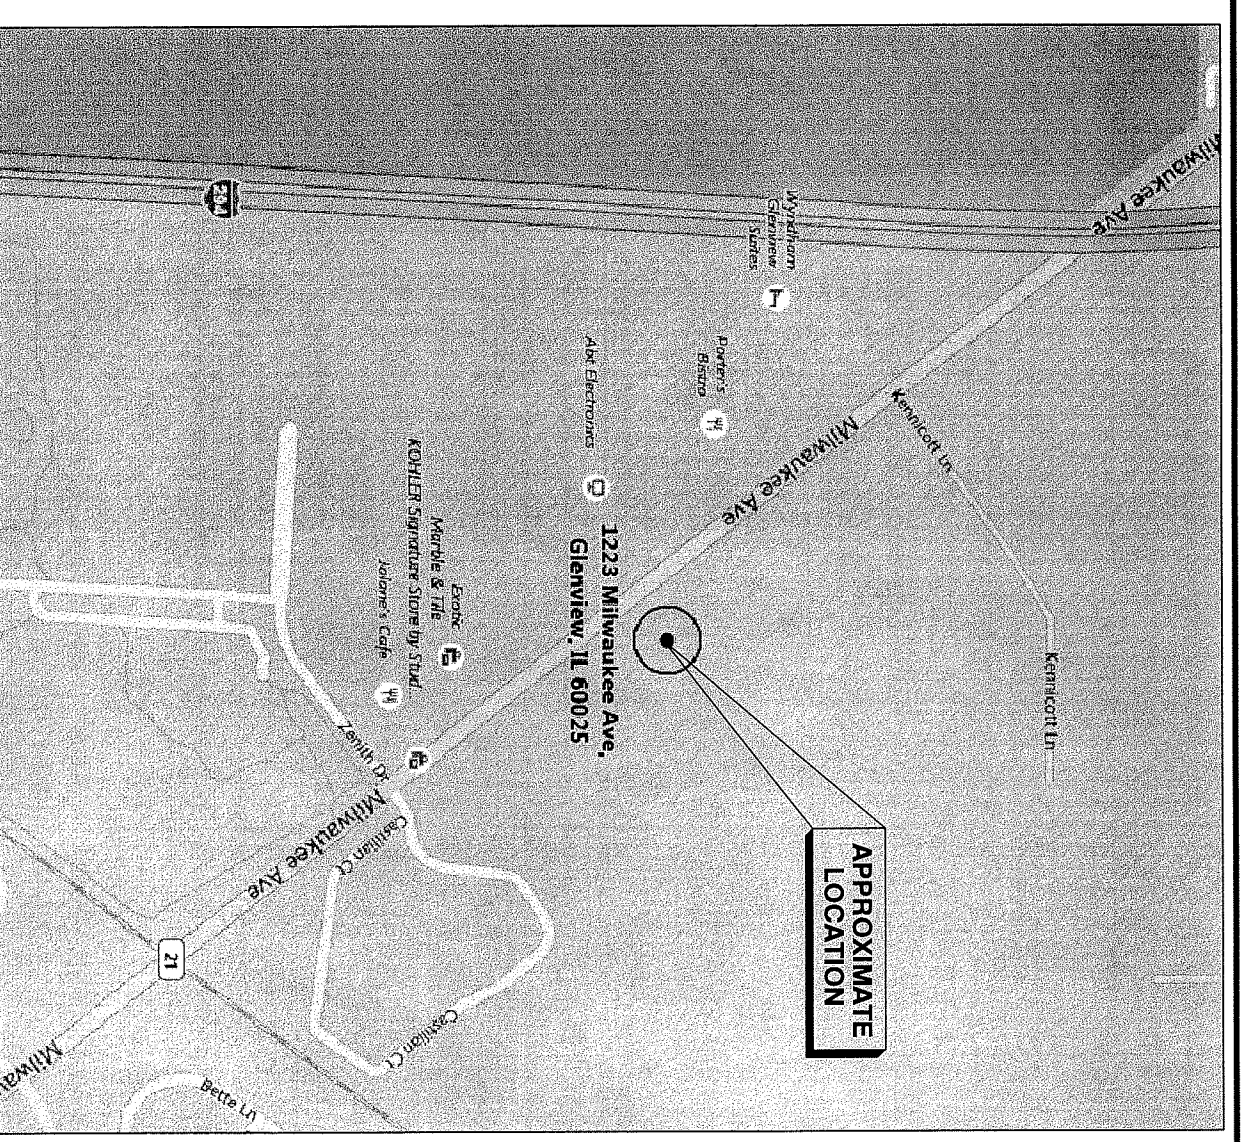 Milwaukee Ave
Kennicott Ln
Kennicott Ln
Wyndham
Glenview
Suites
Porter's
Bistro
Milwaukee Ave
Abt Electronics
1223 Milwaukee Ave,
Glenview, IL 60025
APPROXIMATE
LOCATION
Exotic
Marble & Tile
KOHLER Signature Store by Stud
Jolane's Cafe
294
Zenith Dr
Castilian Ct
Milwaukee Ave
Castilian Ct
21
Milwau
Bette Ln